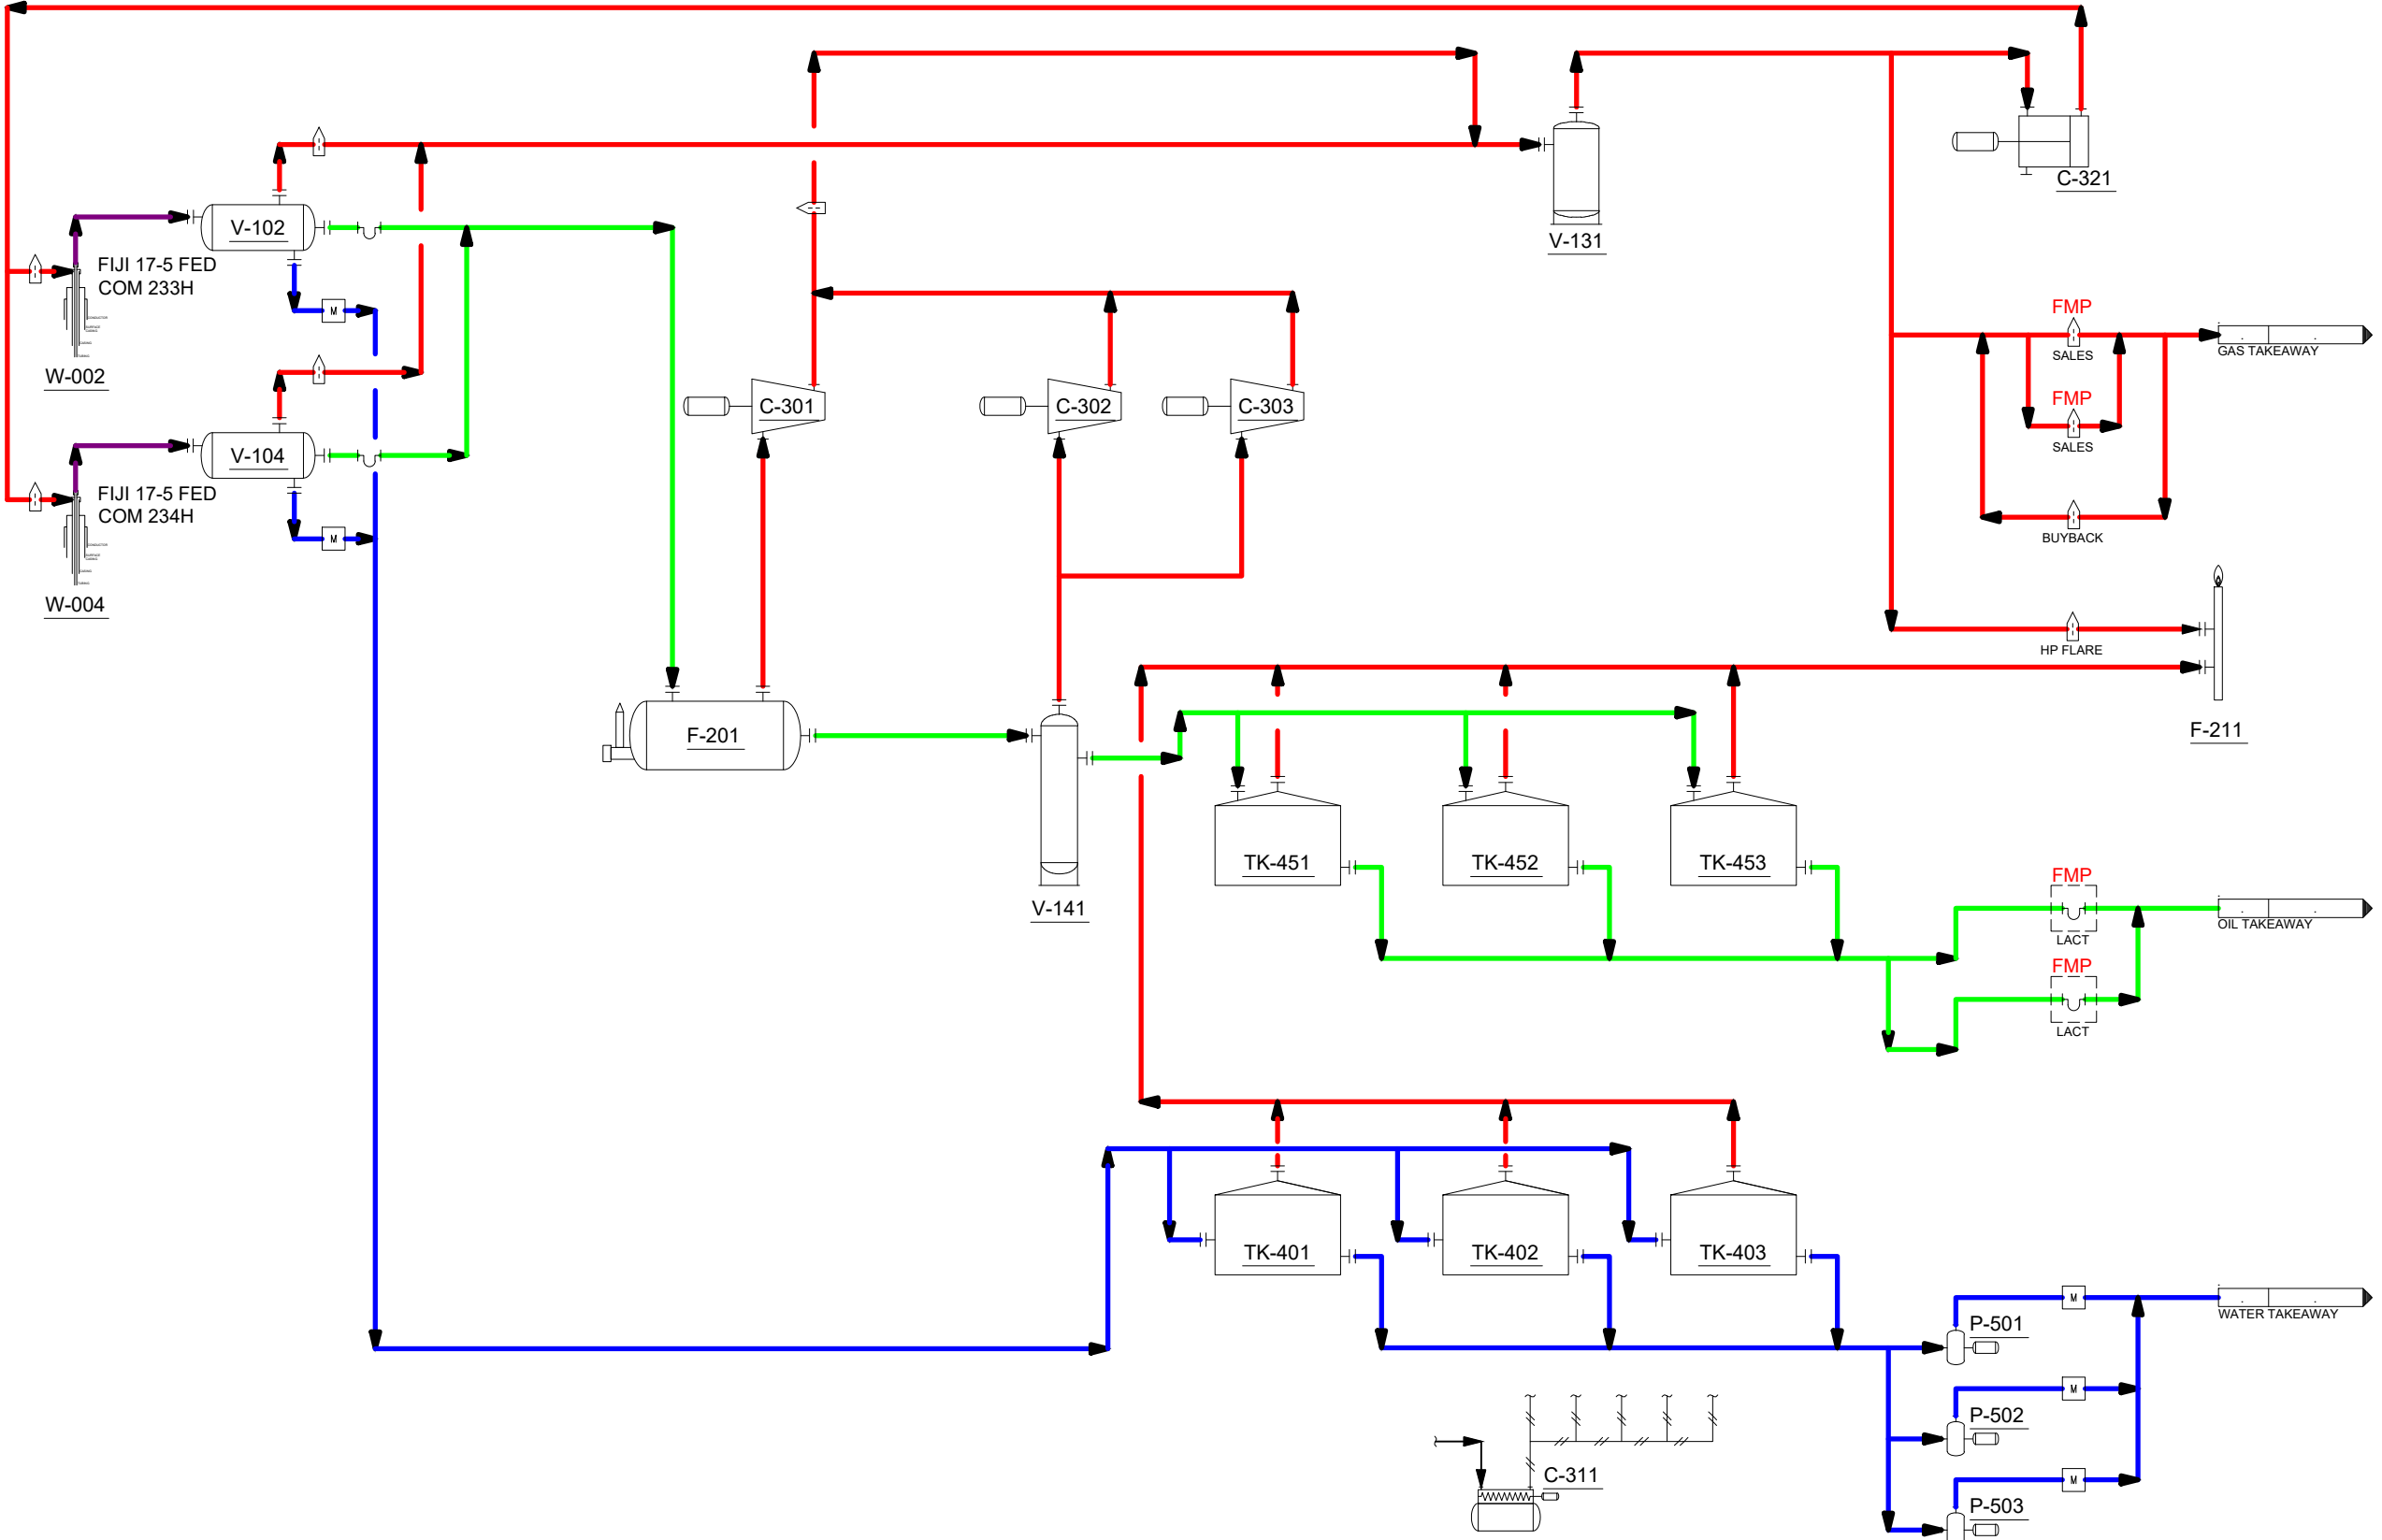 C-321
V-102
V-131
FIJI 17-5 FED
COM 233H
M
W-002
FMP
SALES
GAS TAKEAWAY
C-301
C-302
C-303
FMP
SALES
V-104
FIJI 17-5 FED
COM 234H
M
BUYBACK
W-004
HP FLARE
F-201
F-211
TK-451
TK-452
TK-453
V-141
FMP
LACT
OIL TAKEAWAY
FMP
LACT
TK-401
TK-402
TK-403
M
WATER TAKEAWAY
P-501
M
P-502
C-311
M
P-503